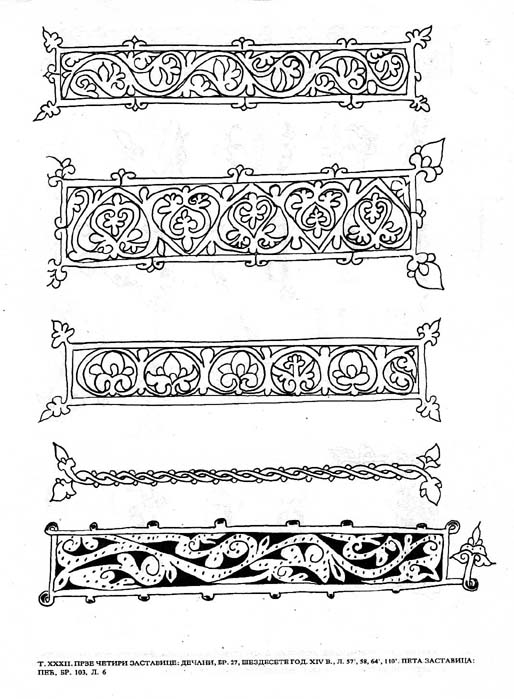 Т. XXXII. ПРВЕ ЧЕТИРИ ЗАСТАВИЦЕ: ДЕЧАНИ, БР. 27, ШЕЗДЕСЕТЕ ГОД. XIV В., Л. 57', 58, 64', 110'. ПЕТА ЗАСТАВИЦА:
ПЕЋ, БР. 103, Л. 6